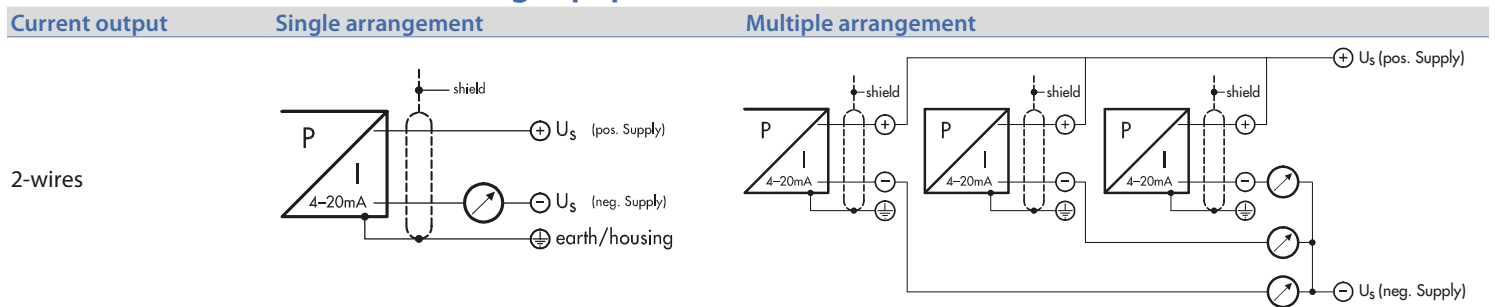 Current output Single arrangement Multiple arrangement
2-wires
shield
P
I
4–20mA
+ Us (pos. Supply)
− Us (neg. Supply)
earth/housing
+ Us (pos. Supply)
shield shield shield
P + P + P +
I I I
4–20mA − 4–20mA − 4–20mA −
− Us (neg. Supply)